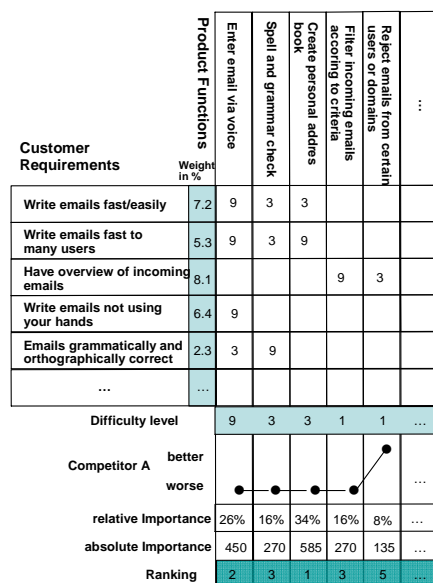 Product Functions
Enter email via voice
Spell and grammar check
Create personal addres
book
Filter incoming emails
accoring to criteria
Reject emails from certain
users or domains
...
Customer
Requirements
Weight
in %
Write emails fast/easily 7.2 9 3 3
Write emails fast to
many users 5.3 9 3 9
Have overview of incoming
emails 8.1 9 3
Write emails not using
your hands 6.4 9
Emails grammatically and
orthographically correct 2.3 3 9
... ...
Difficulty level 9 3 3 1 1 ...
Competitor A better
worse ...
relative Importance 26% 16% 34% 16% 8% ...
absolute Importance 450 270 585 270 135 ...
Ranking 2 3 1 3 5 ...